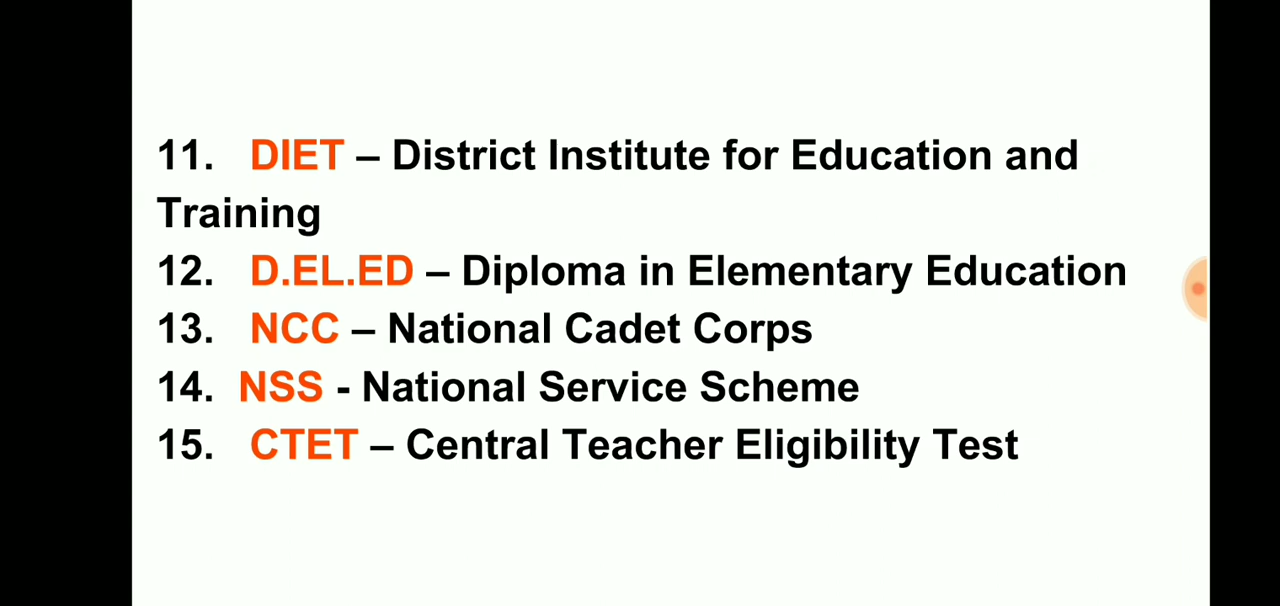 11. DIET – District Institute for Education and
Training
12. D.EL.ED – Diploma in Elementary Education
13. NCC – National Cadet Corps
14. NSS - National Service Scheme
15. CTET – Central Teacher Eligibility Test